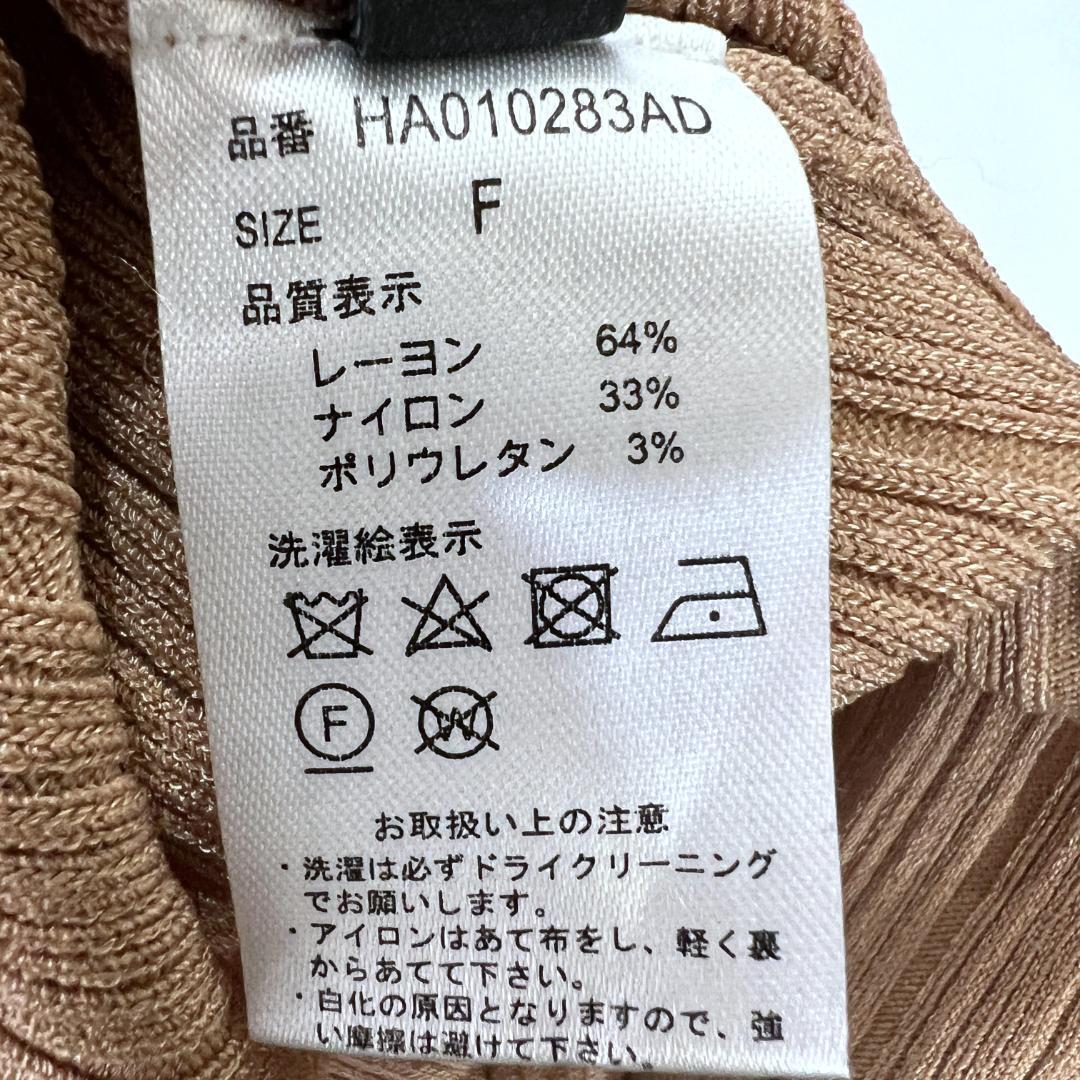 品番 HA010283AD
SIZE F
品質表示
レーヨン 64%
ナイロン 33%
ポリウレタン 3%
洗濯絵表示
F W
お取扱い上の注意
・洗濯は必ずドライクリーニング
でお願いします。
・アイロンはあて布をし、軽く裏
からあてて下さい。
・白化の原因となりますので、強
い摩擦は避けて下さい。